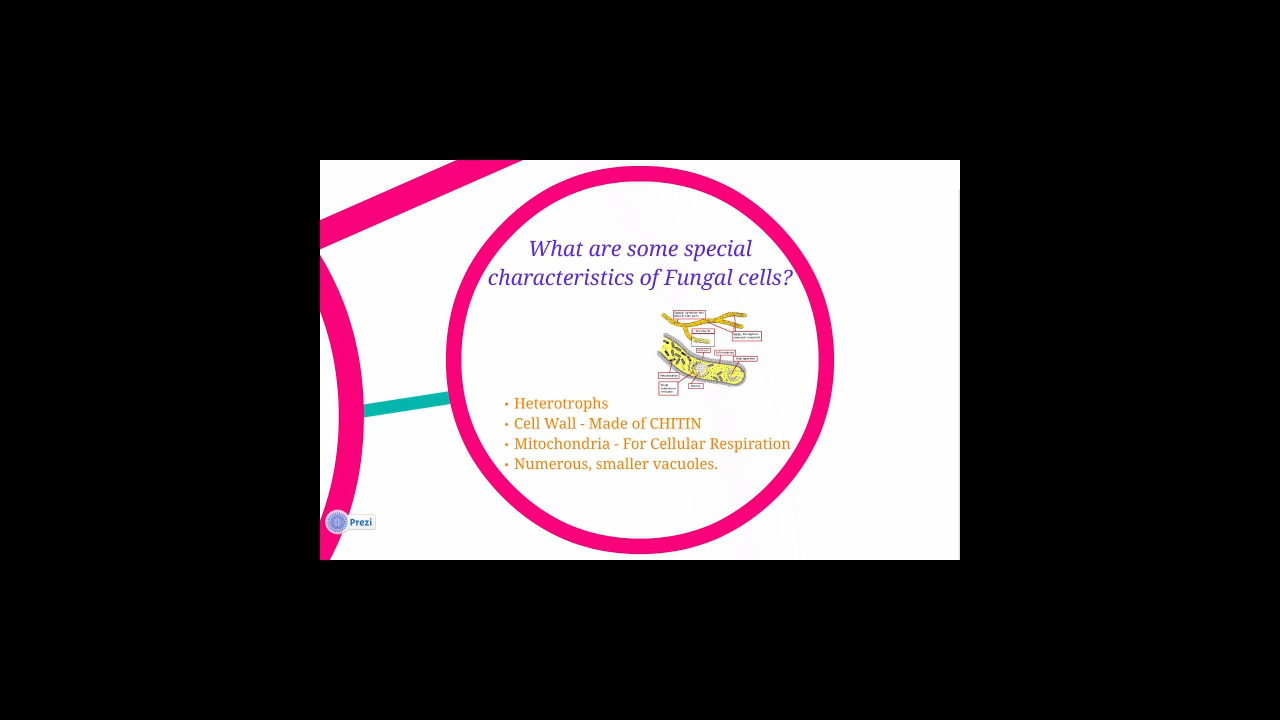 What are some special
characteristics of Fungal cells?
• Heterotrophs
• Cell Wall - Made of CHITIN
• Mitochondria - For Cellular Respiration
• Numerous, smaller vacuoles.
Prezi